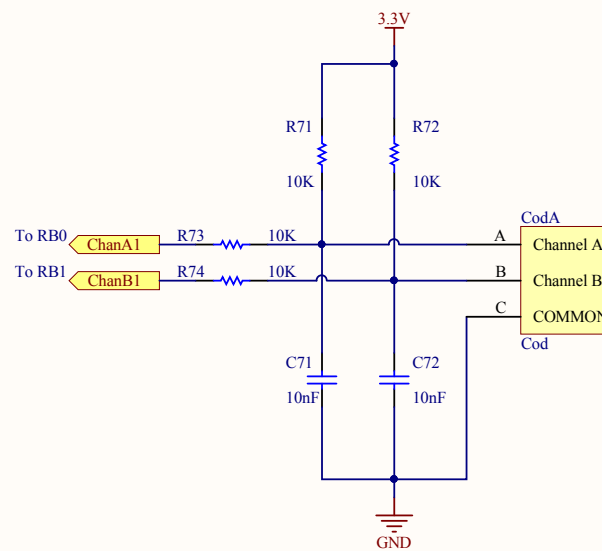 3.3V
R71
R72
10K
10K
CodA
To RB0
ChanA1
R73
10K
A
Channel A
To RB1
ChanB1
R74
10K
B
Channel B
C
COMMON
Cod
C71
C72
10nF
10nF
GND